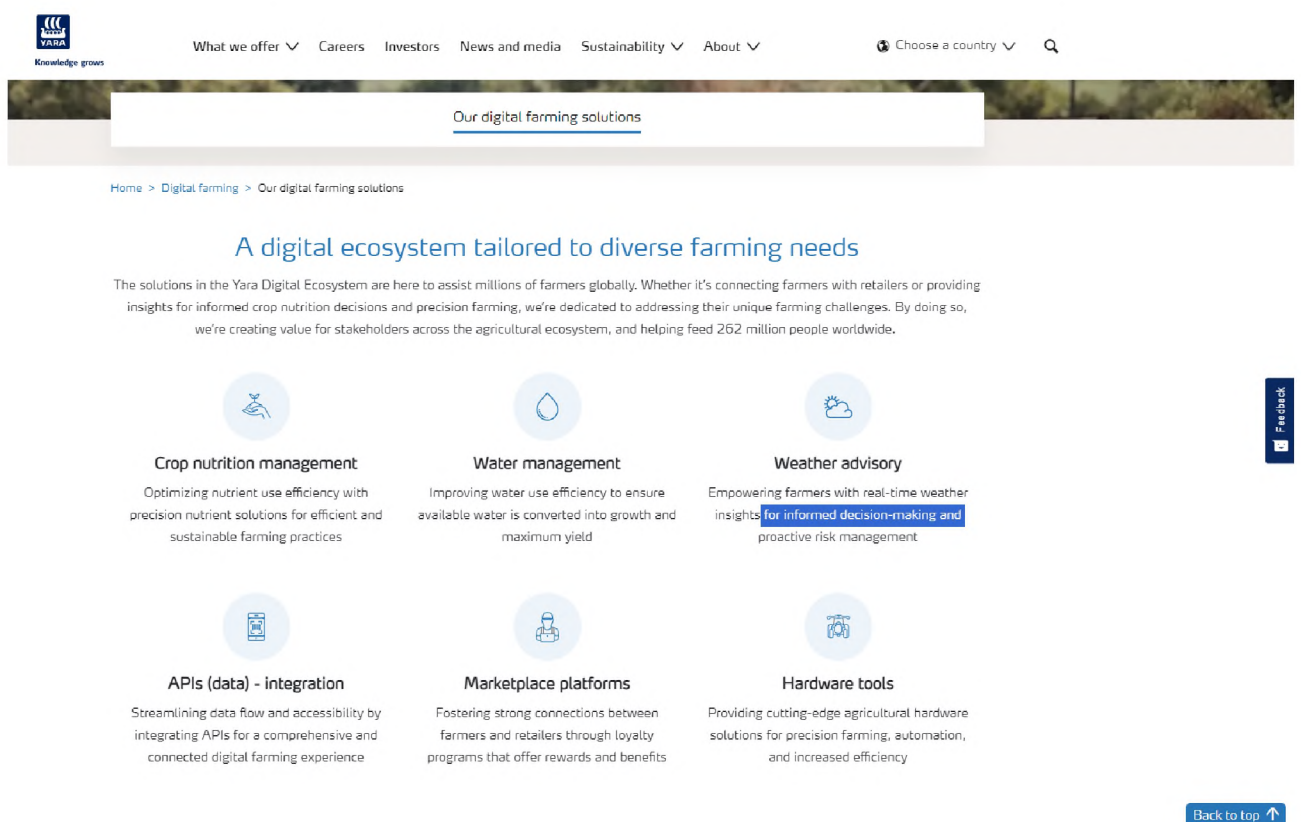 YARA
Knowledge grows
What we offer
Careers
Investors
News and media
Sustainability
About
Choose a country
Our digital farming solutions
Home > Digital farming > Our digital farming solutions
A digital ecosystem tailored to diverse farming needs
The solutions in the Yara Digital Ecosystem are here to assist millions of farmers globally. Whether it's connecting farmers with retailers or providing
insights for informed crop nutrition decisions and precision farming, we're dedicated to addressing their unique farming challenges. By doing so,
we're creating value for stakeholders across the agricultural ecosystem, and helping feed 262 million people worldwide.
Feedback
Crop nutrition management
Optimizing nutrient use efficiency with
precision nutrient solutions for efficient and
sustainable farming practices
Water management
Improving water use efficiency to ensure
available water is converted into growth and
maximum yield
Weather advisory
Empowering farmers with real-time weather
insights for informed decision-making and
proactive risk management
APIs (data) - integration
Streamlining data flow and accessibility by
integrating APIs for a comprehensive and
connected digital farming experience
Marketplace platforms
Fostering strong connections between
farmers and retailers through loyalty
programs that offer rewards and benefits
Hardware tools
Providing cutting-edge agricultural hardware
solutions for precision farming, automation,
and increased efficiency
Back to top